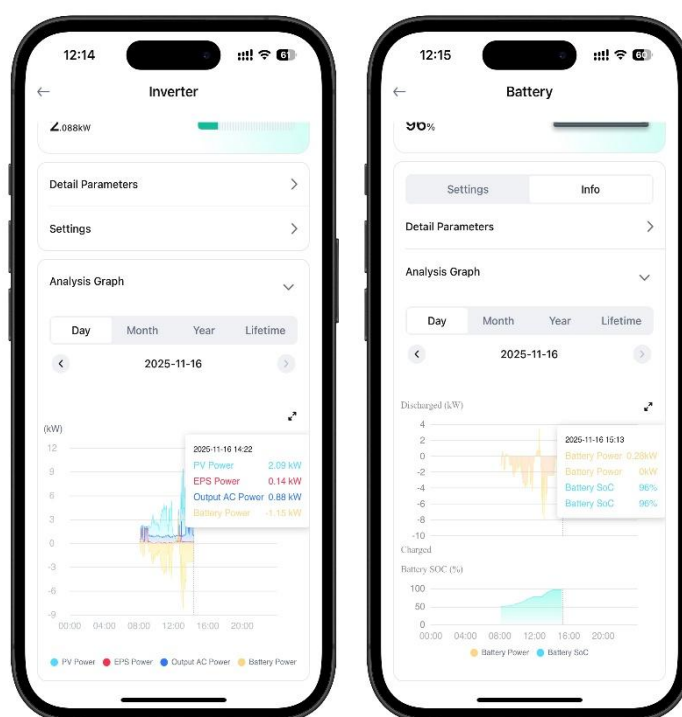 12:14
61
Inverter
2.088kW
Detail Parameters
Settings
Analysis Graph
Day Month Year Lifetime
2025-11-16
(kW)
12
9
6
3
0
-3
-6
-9
2025-11-16 14:22
PV Power 2.09 kW
EPS Power 0.14 kW
Output AC Power 0.88 kW
Battery Power -1.15 kW
00:00 04:00 08:00 12:00 16:00 20:00
PV Power EPS Power Output AC Power Battery Power
12:15
60
Battery
96%
Settings Info
Detail Parameters
Analysis Graph
Day Month Year Lifetime
2025-11-16
Discharged (kW)
4
2
0
-2
-4
-6
-8
-10
2025-11-16 15:13
Battery Power 0.28kW
Battery Power 0kW
Battery SoC 96%
Battery SoC 96%
Charged
Battery SOC (%)
100
50
0
00:00 04:00 08:00 12:00 16:00 20:00
Battery Power Battery SoC